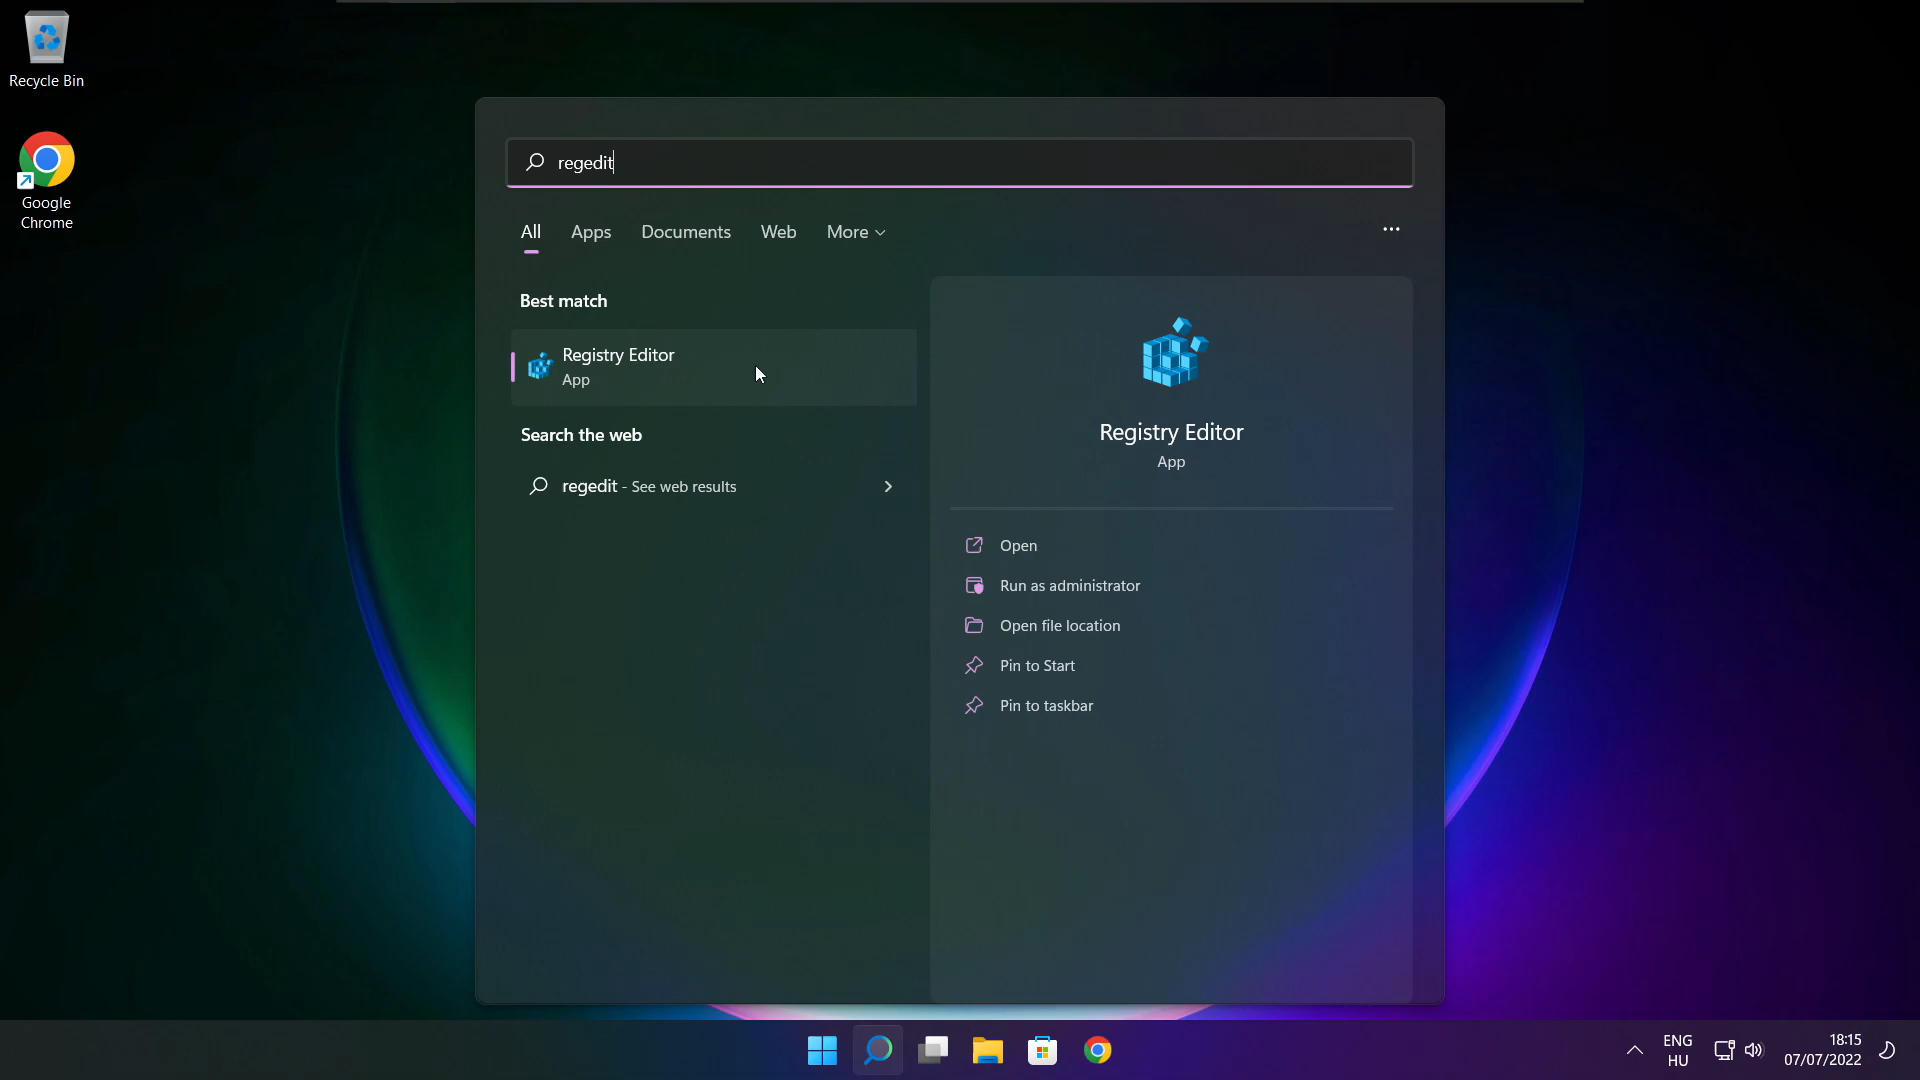 Recycle Bin
Google
Chrome
regedit
All Apps Documents Web More
Best match
Registry Editor
App
Search the web
regedit - See web results
Registry Editor
App
Open
Run as administrator
Open file location
Pin to Start
Pin to taskbar
ENG
HU
18:15
07/07/2022